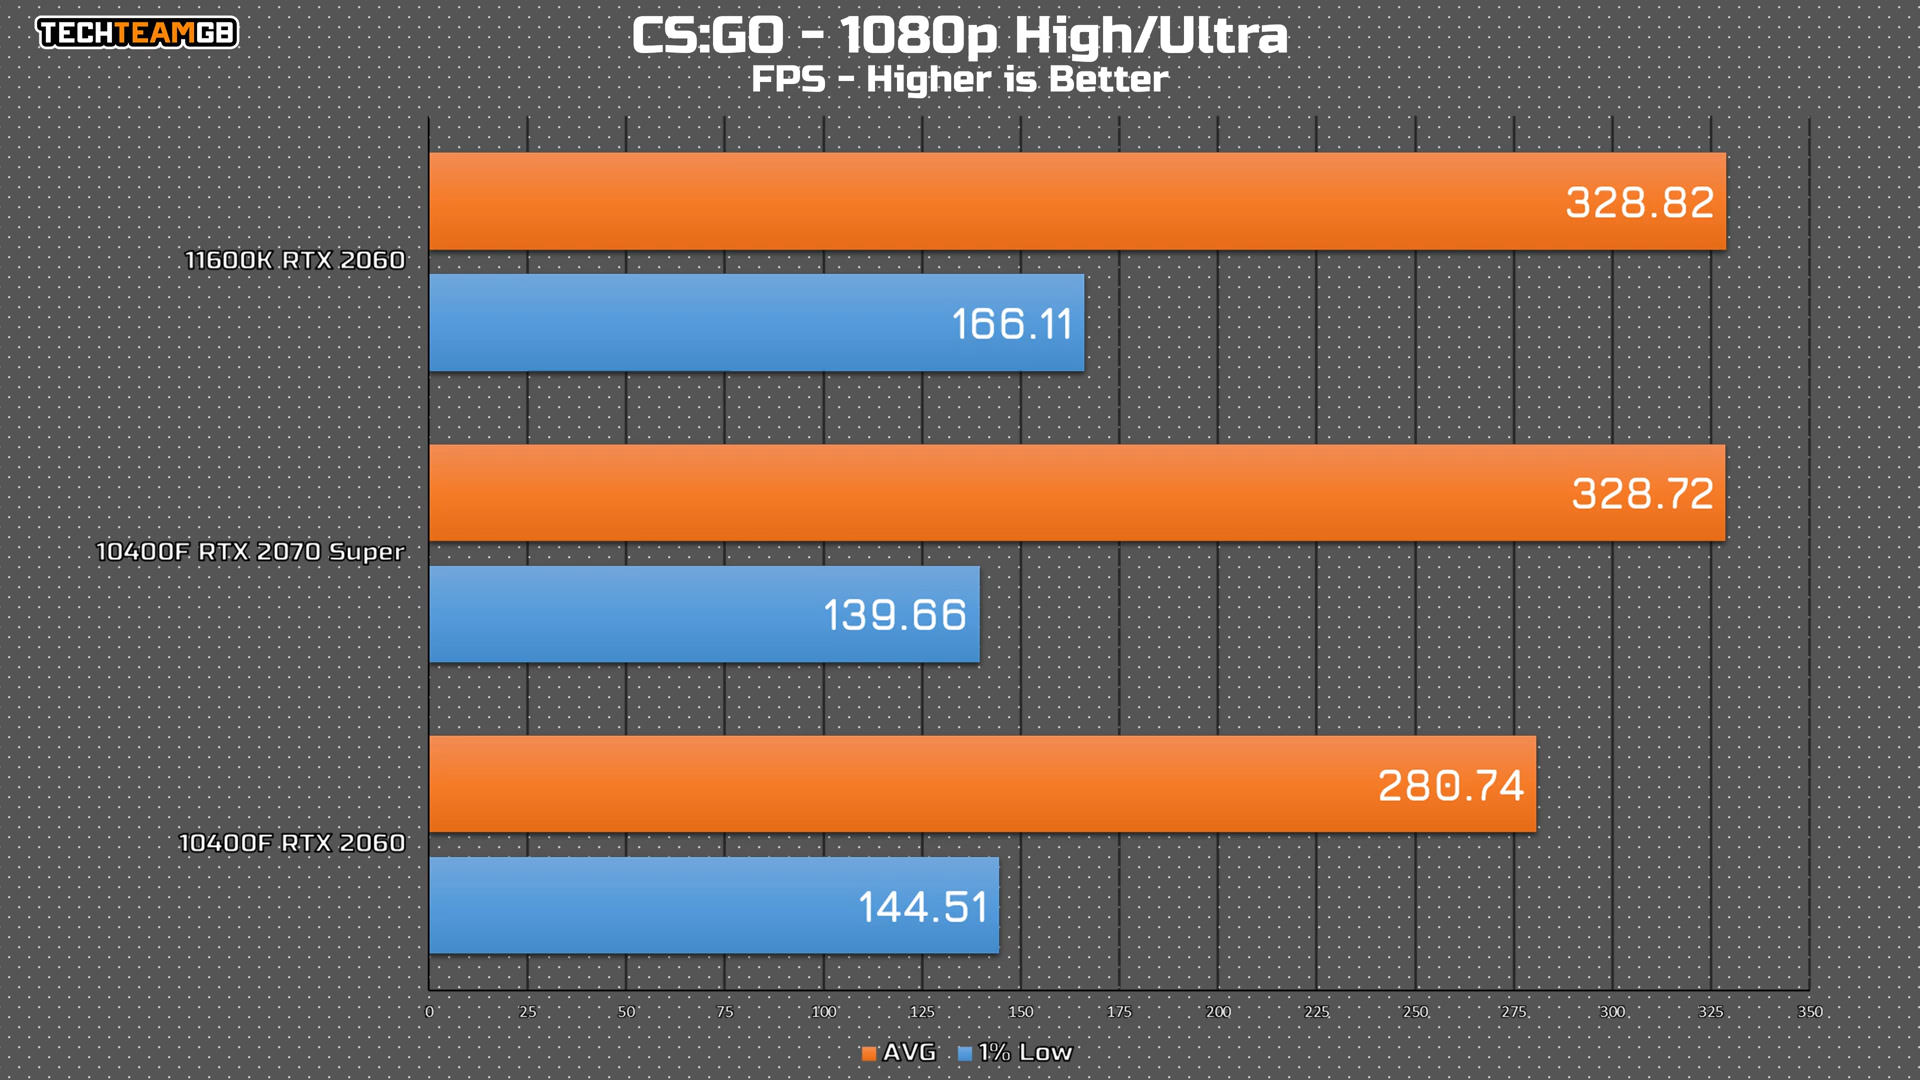 TECHTEAMGB
CS:GO - 1080p High/Ultra
FPS - Higher is Better
11600K RTX 2060
328.82
166.11
10400F RTX 2070 Super
328.72
139.66
10400F RTX 2060
280.74
144.51
0 25 50 75 100 125 150 175 200 225 250 275 300 325 350
AVG 1% Low